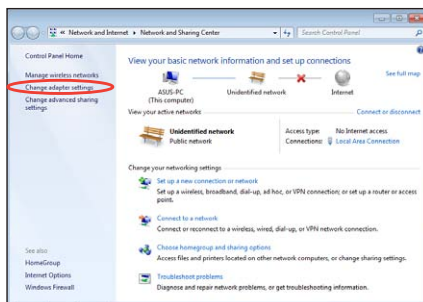 Network and Internet ▸ Network and Sharing Center
Search Control Panel
Control Panel Home
Manage wireless networks
Change adapter settings
Change advanced sharing
settings
See also
HomeGroup
Internet Options
Windows Firewall
View your basic network information and set up connections
See full map
ASUS-PC
(This computer)
Unidentified network
Internet
View your active networks
Connect or disconnect
Unidentified network
Public network
Access type: No Internet access
Connections: Local Area Connection
Change your networking settings
Set up a new connection or network
Set up a wireless, broadband, dial-up, ad hoc, or VPN connection; or set up a router or access
point.
Connect to a network
Connect or reconnect to a wireless, wired, dial-up, or VPN network connection.
Choose homegroup and sharing options
Access files and printers located on other network computers, or change sharing settings.
Troubleshoot problems
Diagnose and repair network problems, or get troubleshooting information.